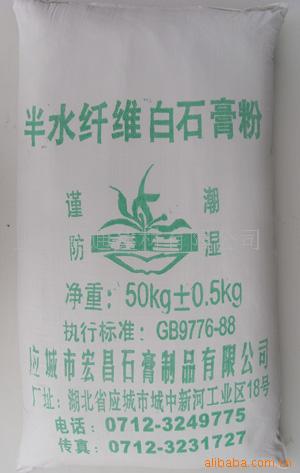 半水纤维白石膏粉
谨 潮
防 湿
净重：50kg±0.5kg
执行标准：GB9776-88
应城市宏昌石膏制品有限公司
厂址：湖北省应城市城中新河工业区18号
电话：0712-3249775
传真：0712-3231727
alibaba.com.cn